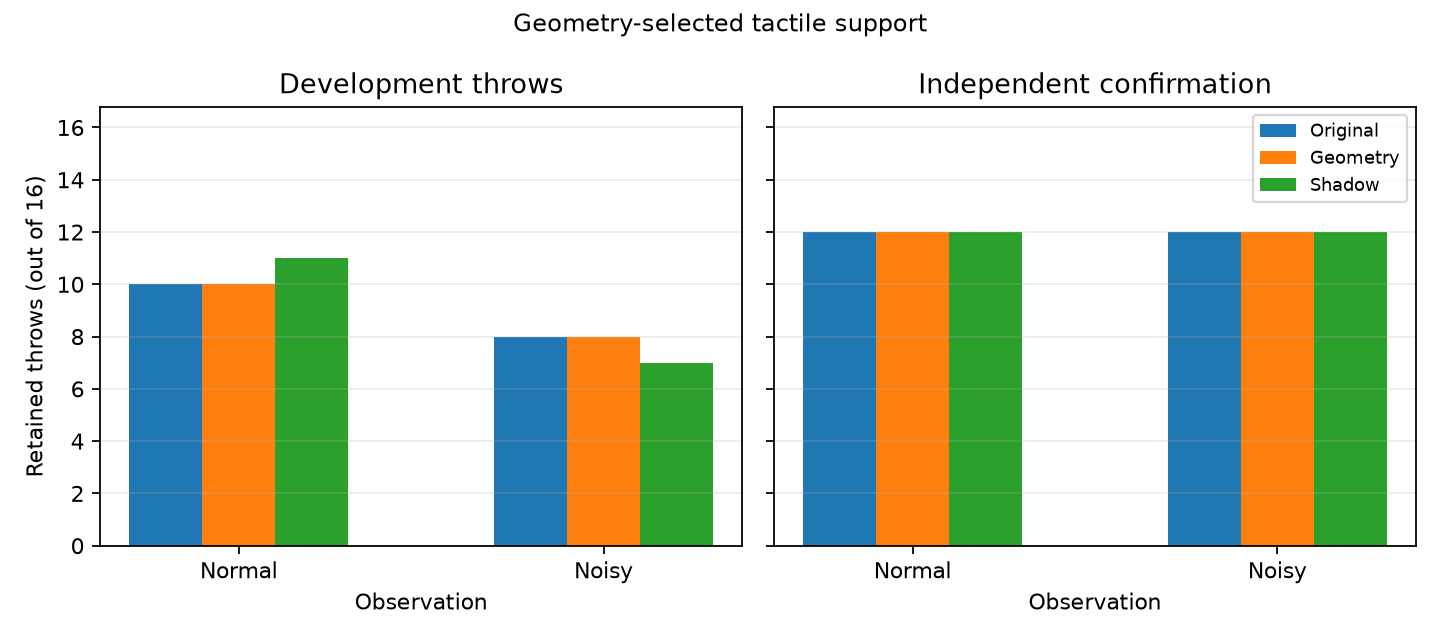 Geometry-selected tactile support
Development throws
Independent confirmation
Retained throws (out of 16)
16
14
12
10
8
6
4
2
0
Original
Geometry
Shadow
Normal
Noisy
Normal
Noisy
Observation
Observation